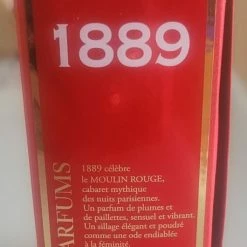 1889
ARFUMS
1889 célèbre
le MOULIN ROUGE,
cabaret mythique
des nuits parisiennes.
Un parfum de plumes et
de paillettes, sensuel et vibrant.
Un sillage élégant et poudré
comme une ode endiablée
à la féminité.